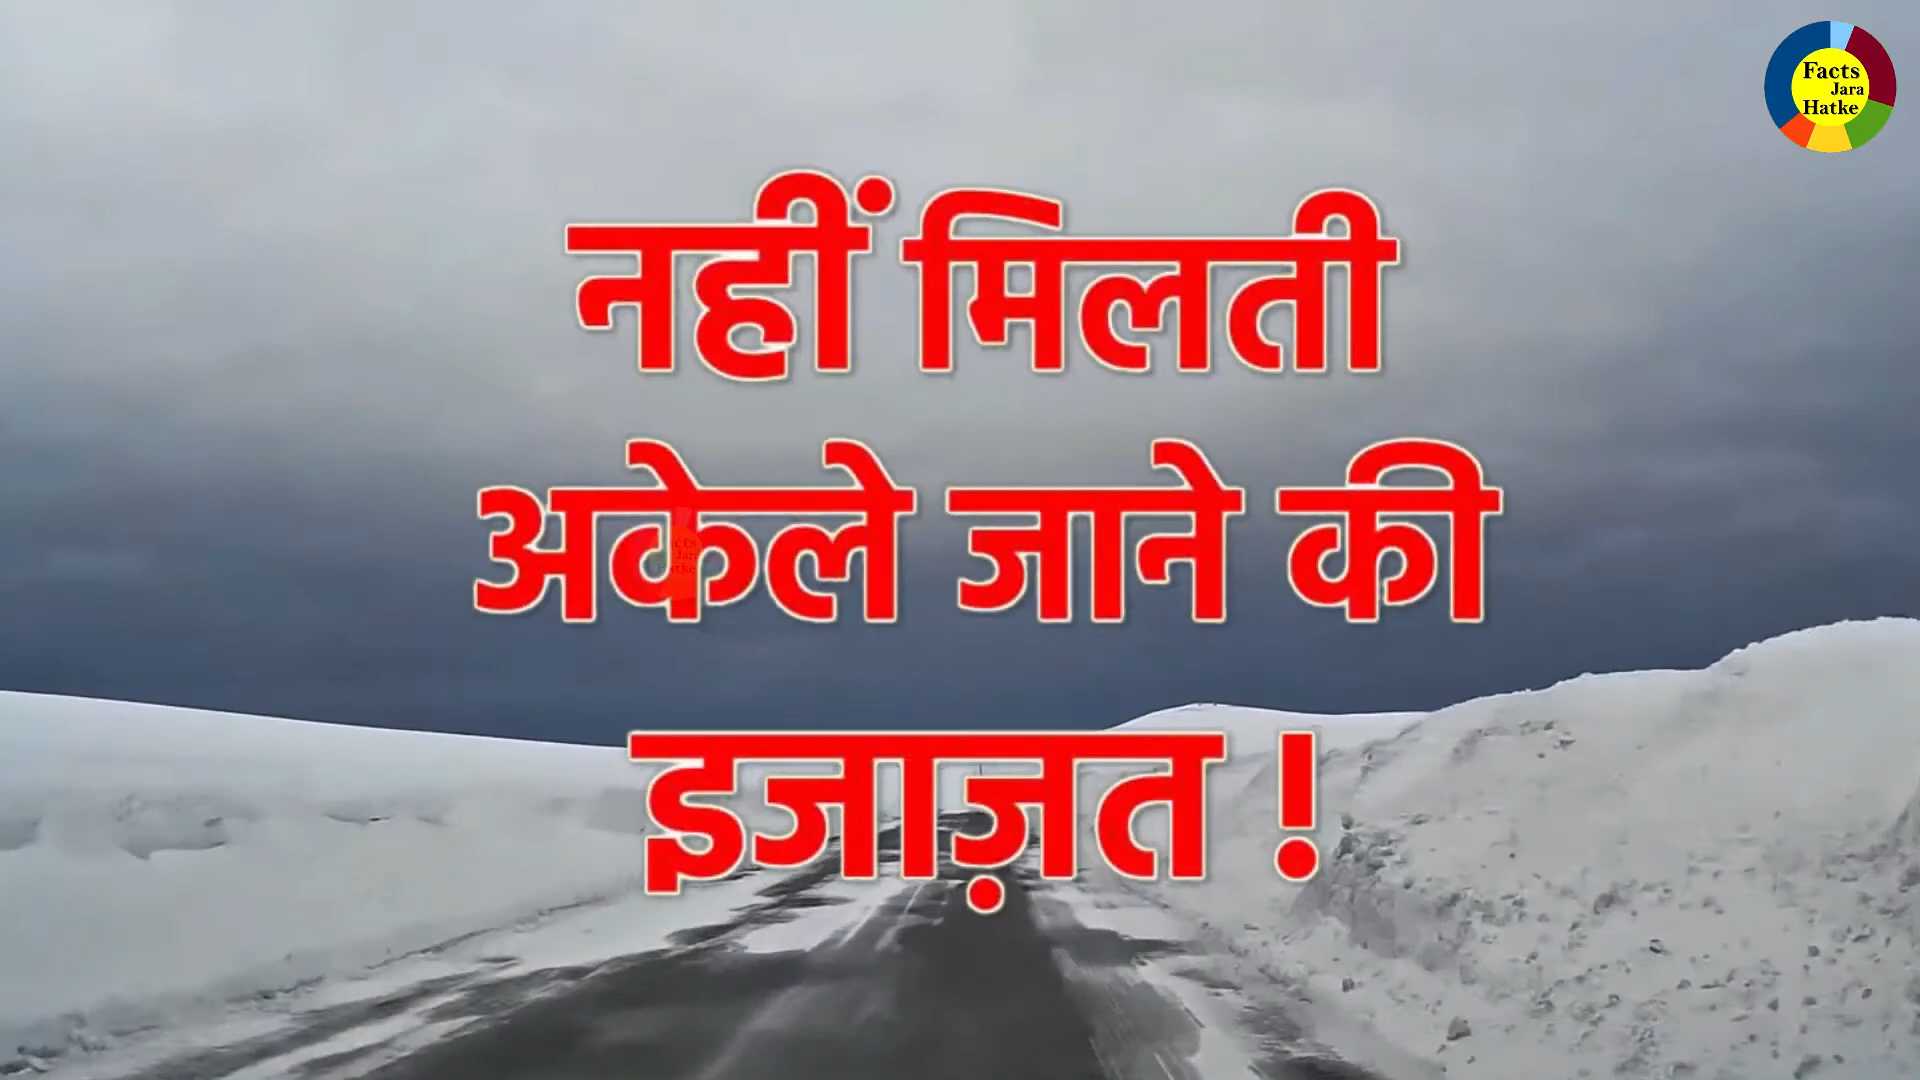 Facts
Jara
Hatke
नहीं मिलती
अकेले जाने की
इजाज़त !